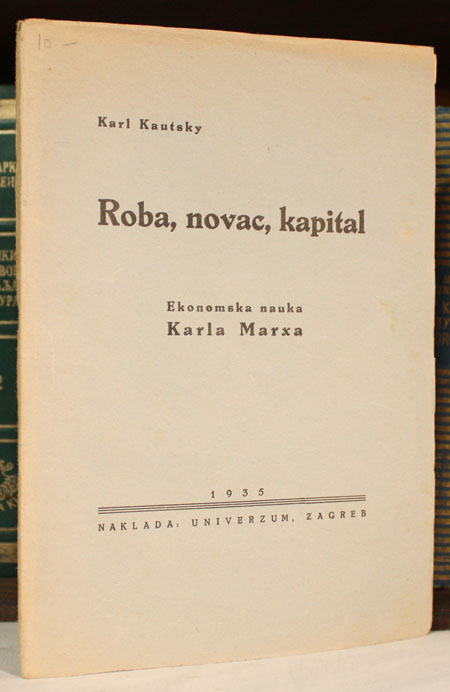 10.-
Karl Kautsky
Roba, novac, kapital
Ekonomska nauka
Karla Marxa
1935
NAKLADA: UNIVERZUM, ZAGREB